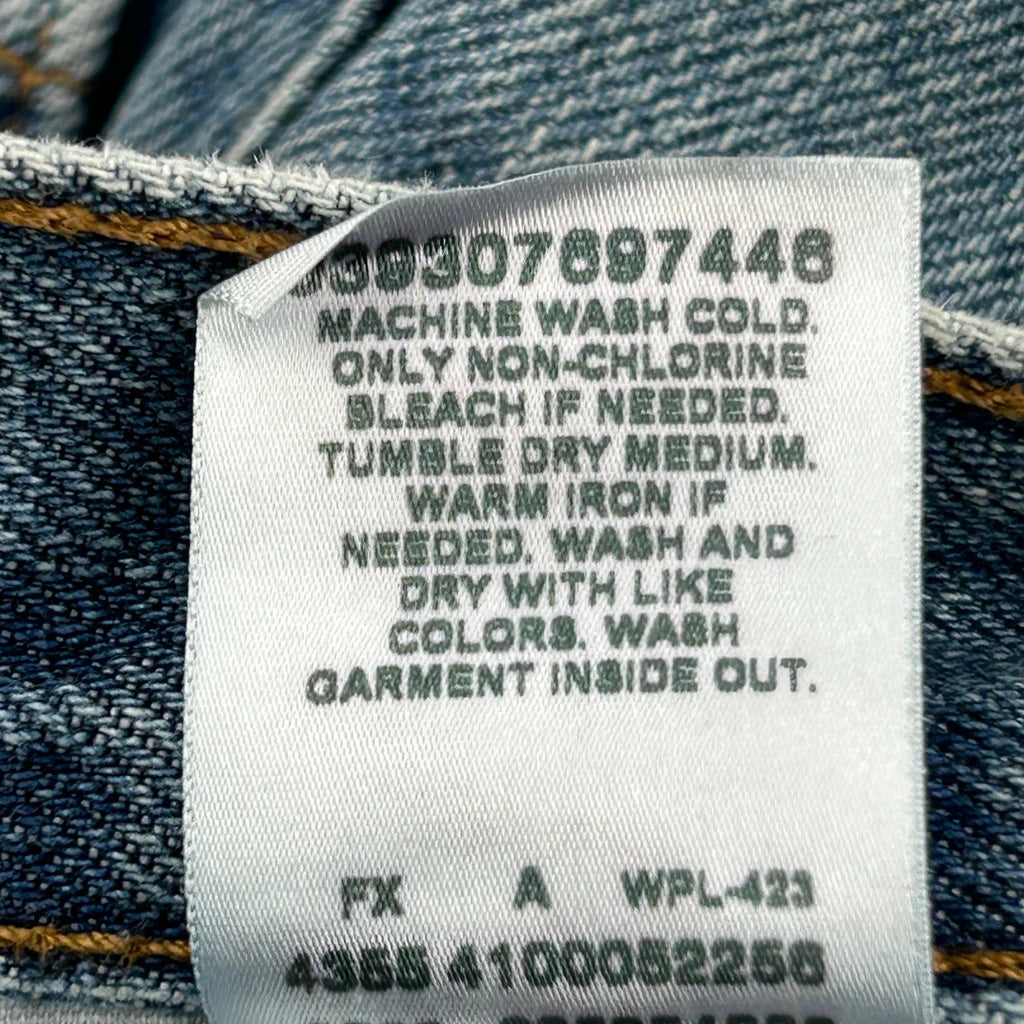 MACHINE WASH COLD.
ONLY NON-CHLORINE
BLEACH IF NEEDED.
TUMBLE DRY MEDIUM.
WARM IRON IF
NEEDED. WASH AND
DRY WITH LIKE
COLORS. WASH
GARMENT INSIDE OUT.
FX A WPL-423
4355 4100052256